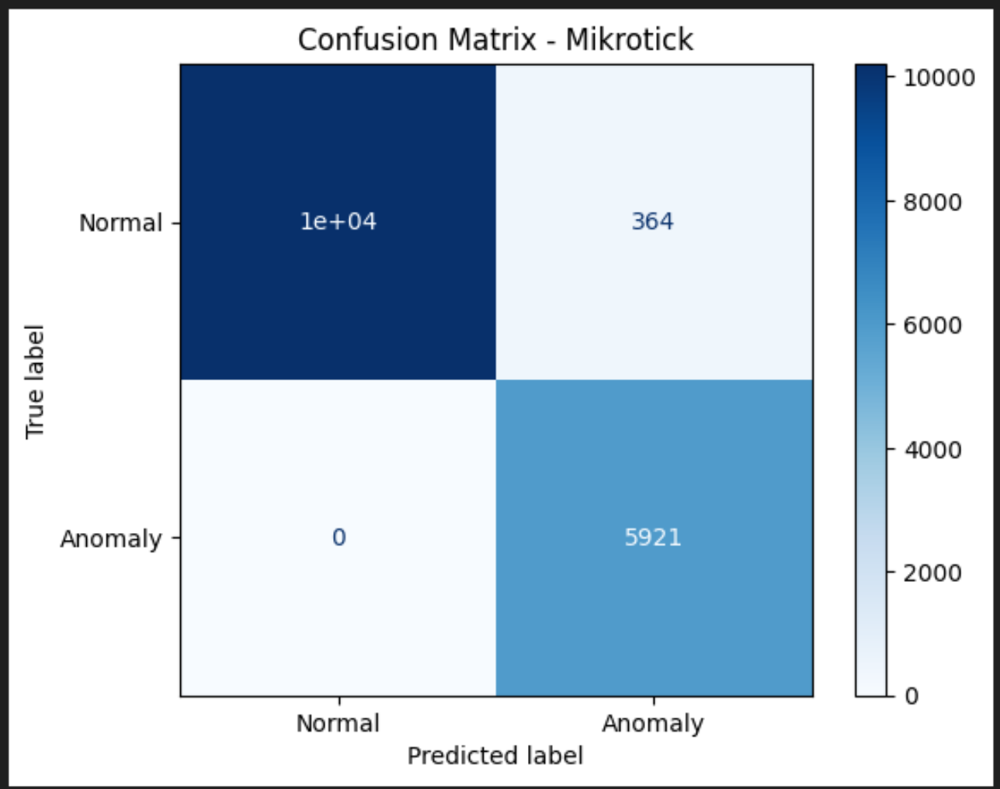 Confusion Matrix - Mikrotick
10000
8000
6000
4000
2000
0
True label
Normal
1e+04
364
Anomaly
0
5921
Normal
Anomaly
Predicted label